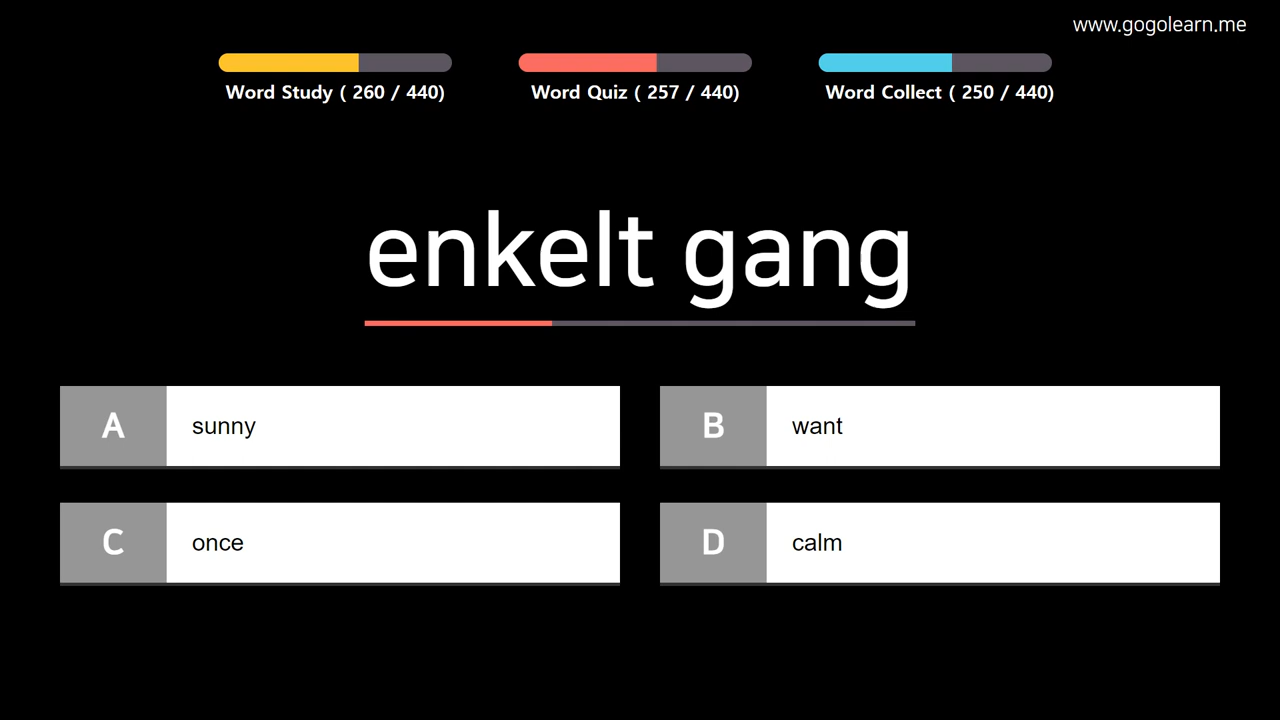 www.gogolearn.me
Word Study ( 260 / 440)
Word Quiz ( 257 / 440)
Word Collect ( 250 / 440)
enkelt gang
A sunny
B want
C once
D calm